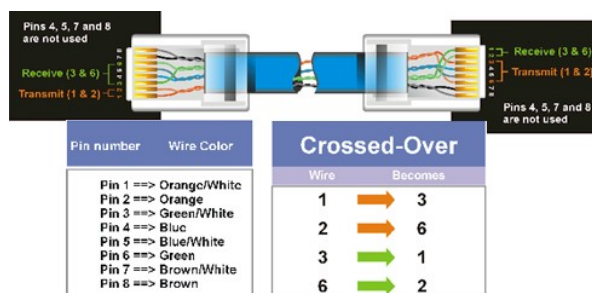 Pins 4, 5, 7 and 8
are not used
Receive (3 & 6)
Transmit (1 & 2)
Receive (3 & 6)
Transmit (1 & 2)
Pins 4, 5, 7 and 8
are not used
Pin number Wire Color
Pin 1 ==> Orange/White
Pin 2 ==> Orange
Pin 3 ==> Green/White
Pin 4 ==> Blue
Pin 5 ==> Blue/White
Pin 6 ==> Green
Pin 7 ==> Brown/White
Pin 8 ==> Brown
Crossed-Over
Wire Becomes
1 3
2 6
3 1
6 2